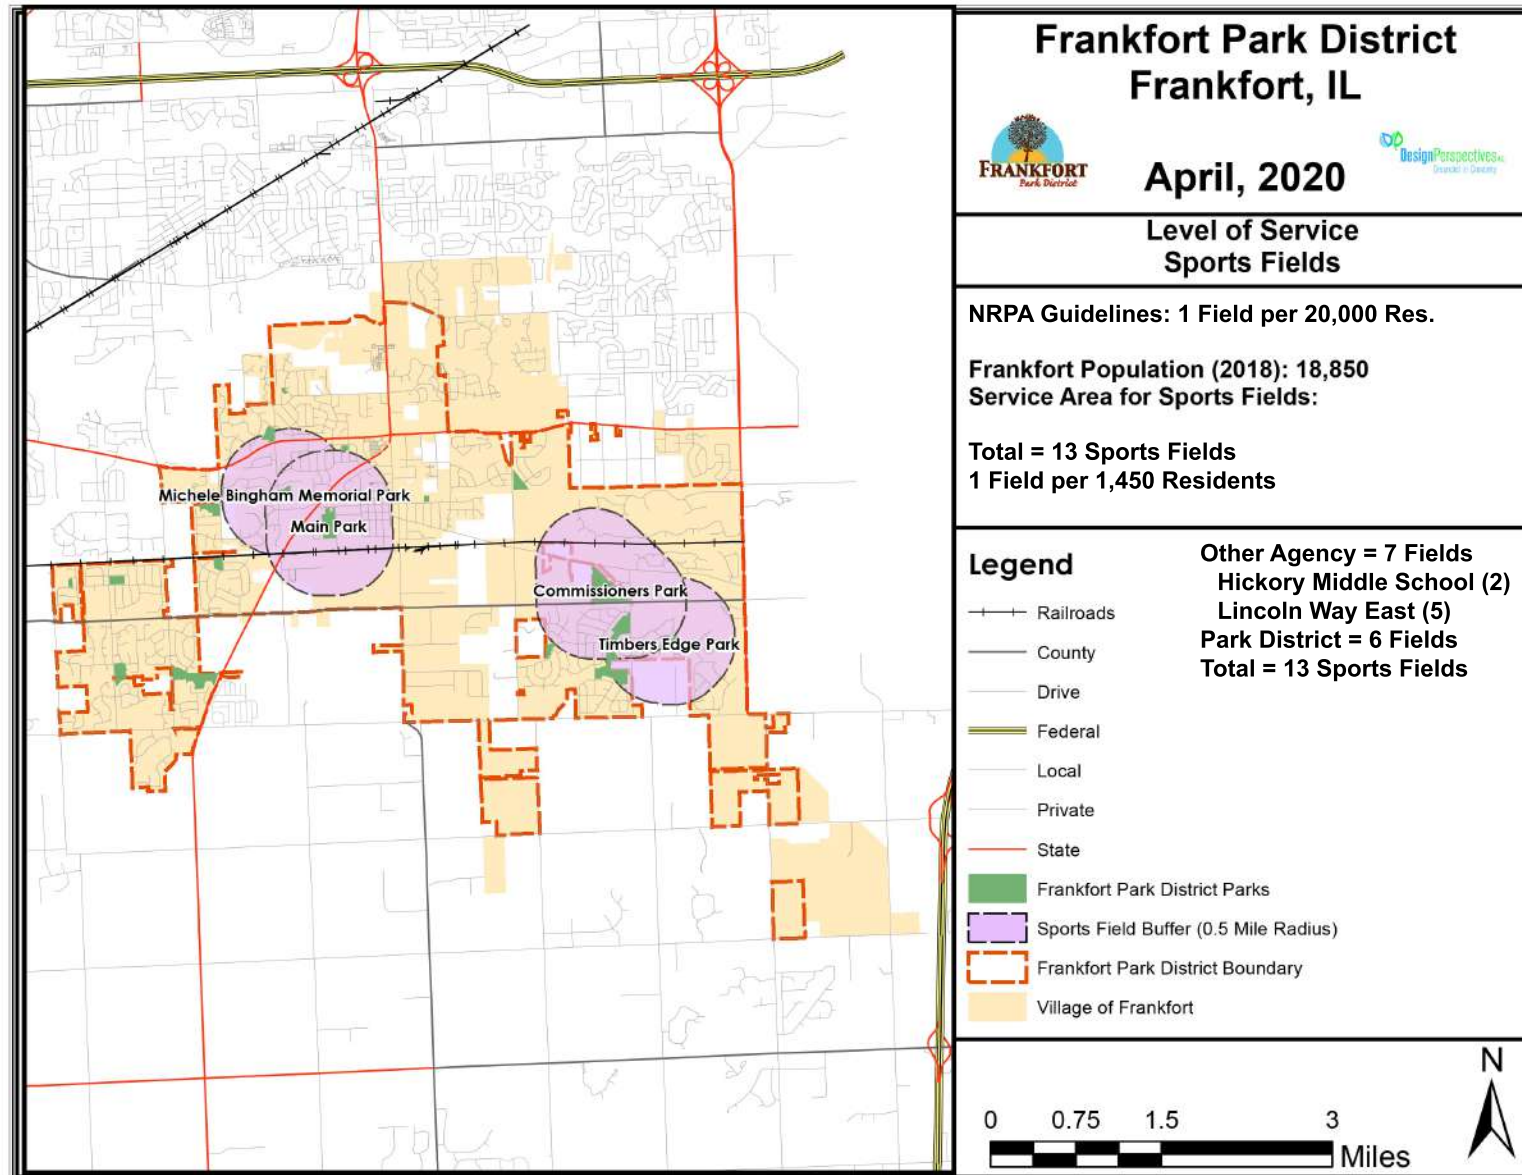 Frankfort Park District
Frankfort, IL
FRANKFORT
Park District
April, 2020
DesignPerspectives
Grounded in Creativity
Level of Service
Sports Fields
NRPA Guidelines: 1 Field per 20,000 Res.
Frankfort Population (2018): 18,850
Service Area for Sports Fields:
Total = 13 Sports Fields
1 Field per 1,450 Residents
Legend
Railroads
County
Drive
Federal
Local
Private
State
Frankfort Park District Parks
Sports Field Buffer (0.5 Mile Radius)
Frankfort Park District Boundary
Village of Frankfort
Other Agency = 7 Fields
Hickory Middle School (2)
Lincoln Way East (5)
Park District = 6 Fields
Total = 13 Sports Fields
Michele Bingham Memorial Park
Main Park
Commissioners Park
Timbers Edge Park
N
0 0.75 1.5 3
Miles